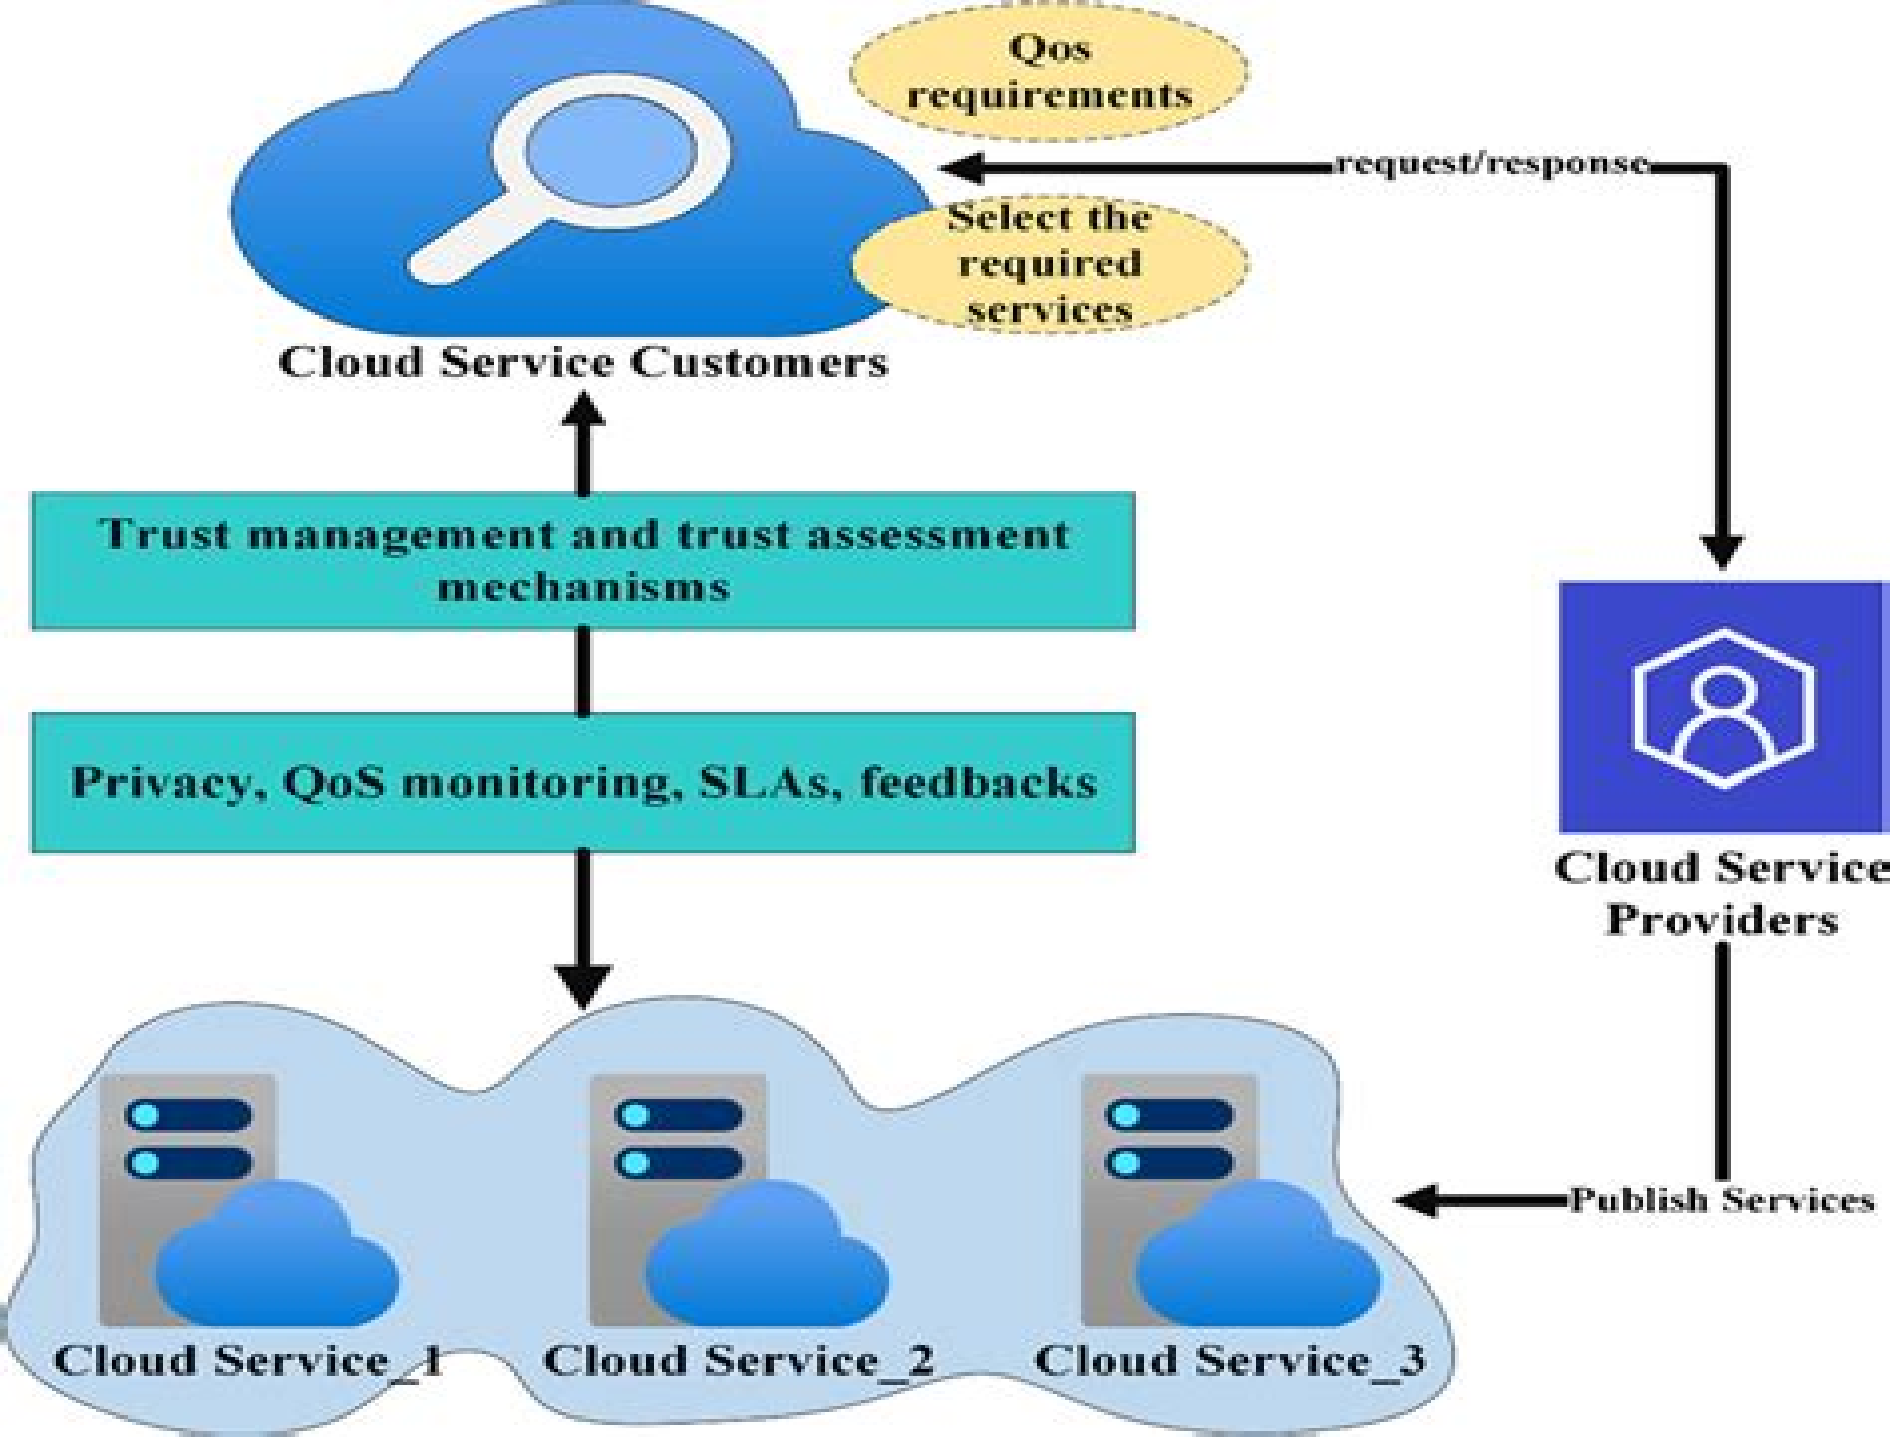 Qos
requirements
request/response
Select the
required
services
Cloud Service Customers
Trust management and trust assessment
mechanisms
Privacy, QoS monitoring, SLAs, feedbacks
Cloud Service
Providers
Publish Services
Cloud Service_1
Cloud Service_2
Cloud Service_3